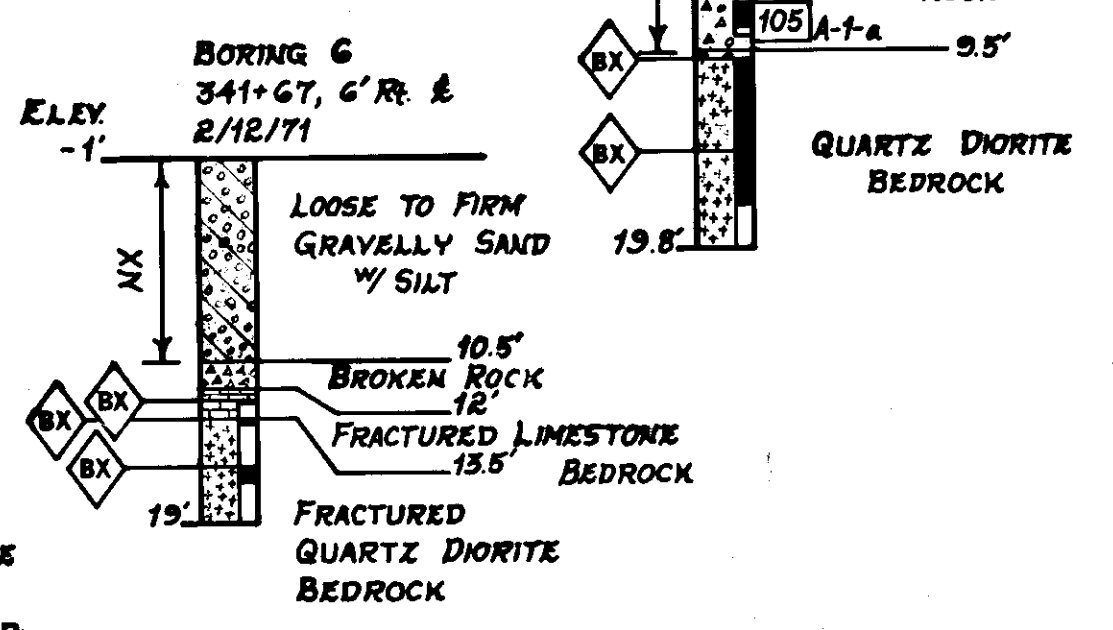 BORING 6
341+67, 6' Rt. ℄
2/12/71
ELEV.
-1'
LOOSE TO FIRM
GRAVELLY SAND
W/ SILT
NX
10.5'
BROKEN ROCK
12'
FRACTURED LIMESTONE
13.5'
BEDROCK
BX
BX
BX
19'
FRACTURED
QUARTZ DIORITE
BEDROCK
105
A-1-a
9.5'
BX
BX
QUARTZ DIORITE
BEDROCK
19.8'